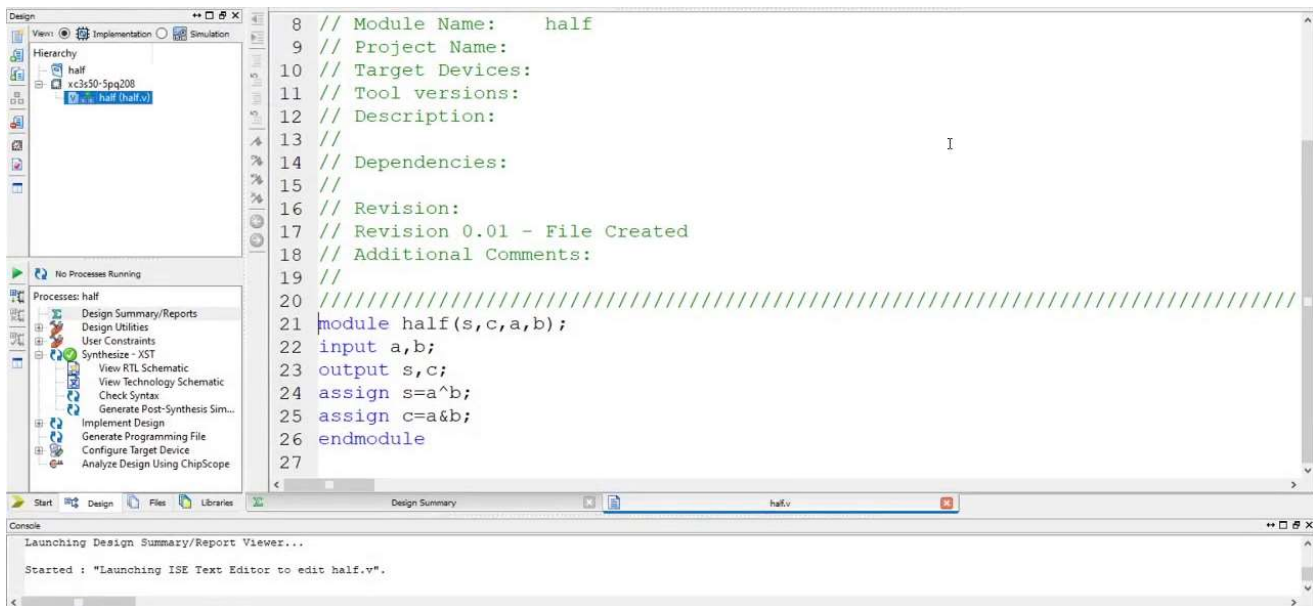 Design
View: Implementation Simulation
Hierarchy
half
xc3s50-5pq208
half (half.v)
No Processes Running
Processes: half
Design Summary/Reports
Design Utilities
User Constraints
Synthesize - XST
View RTL Schematic
View Technology Schematic
Check Syntax
Generate Post-Synthesis Sim...
Implement Design
Generate Programming File
Configure Target Device
Analyze Design Using ChipScope
Start Design Files Libraries
8 // Module Name: half
9 // Project Name:
10 // Target Devices:
11 // Tool versions:
12 // Description:
13 //
14 // Dependencies:
15 //
16 // Revision:
17 // Revision 0.01 - File Created
18 // Additional Comments:
19 //
20 //////////////////////////////////////////////////////////////////////////////////
21 module half(s,c,a,b);
22 input a,b;
23 output s,c;
24 assign s=a^b;
25 assign c=a&b;
26 endmodule
27
Design Summary half.v
Console
Launching Design Summary/Report Viewer...
Started : "Launching ISE Text Editor to edit half.v".